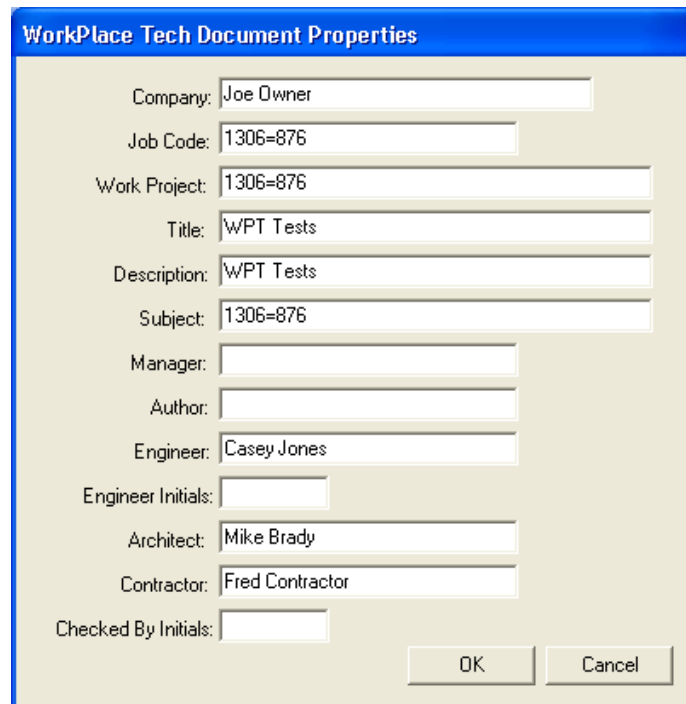 WorkPlace Tech Document Properties
Company: Joe Owner
Job Code: 1306=876
Work Project: 1306=876
Title: WPT Tests
Description: WPT Tests
Subject: 1306=876
Manager:
Author:
Engineer: Casey Jones
Engineer Initials:
Architect: Mike Brady
Contractor: Fred Contractor
Checked By Initials:
OK Cancel